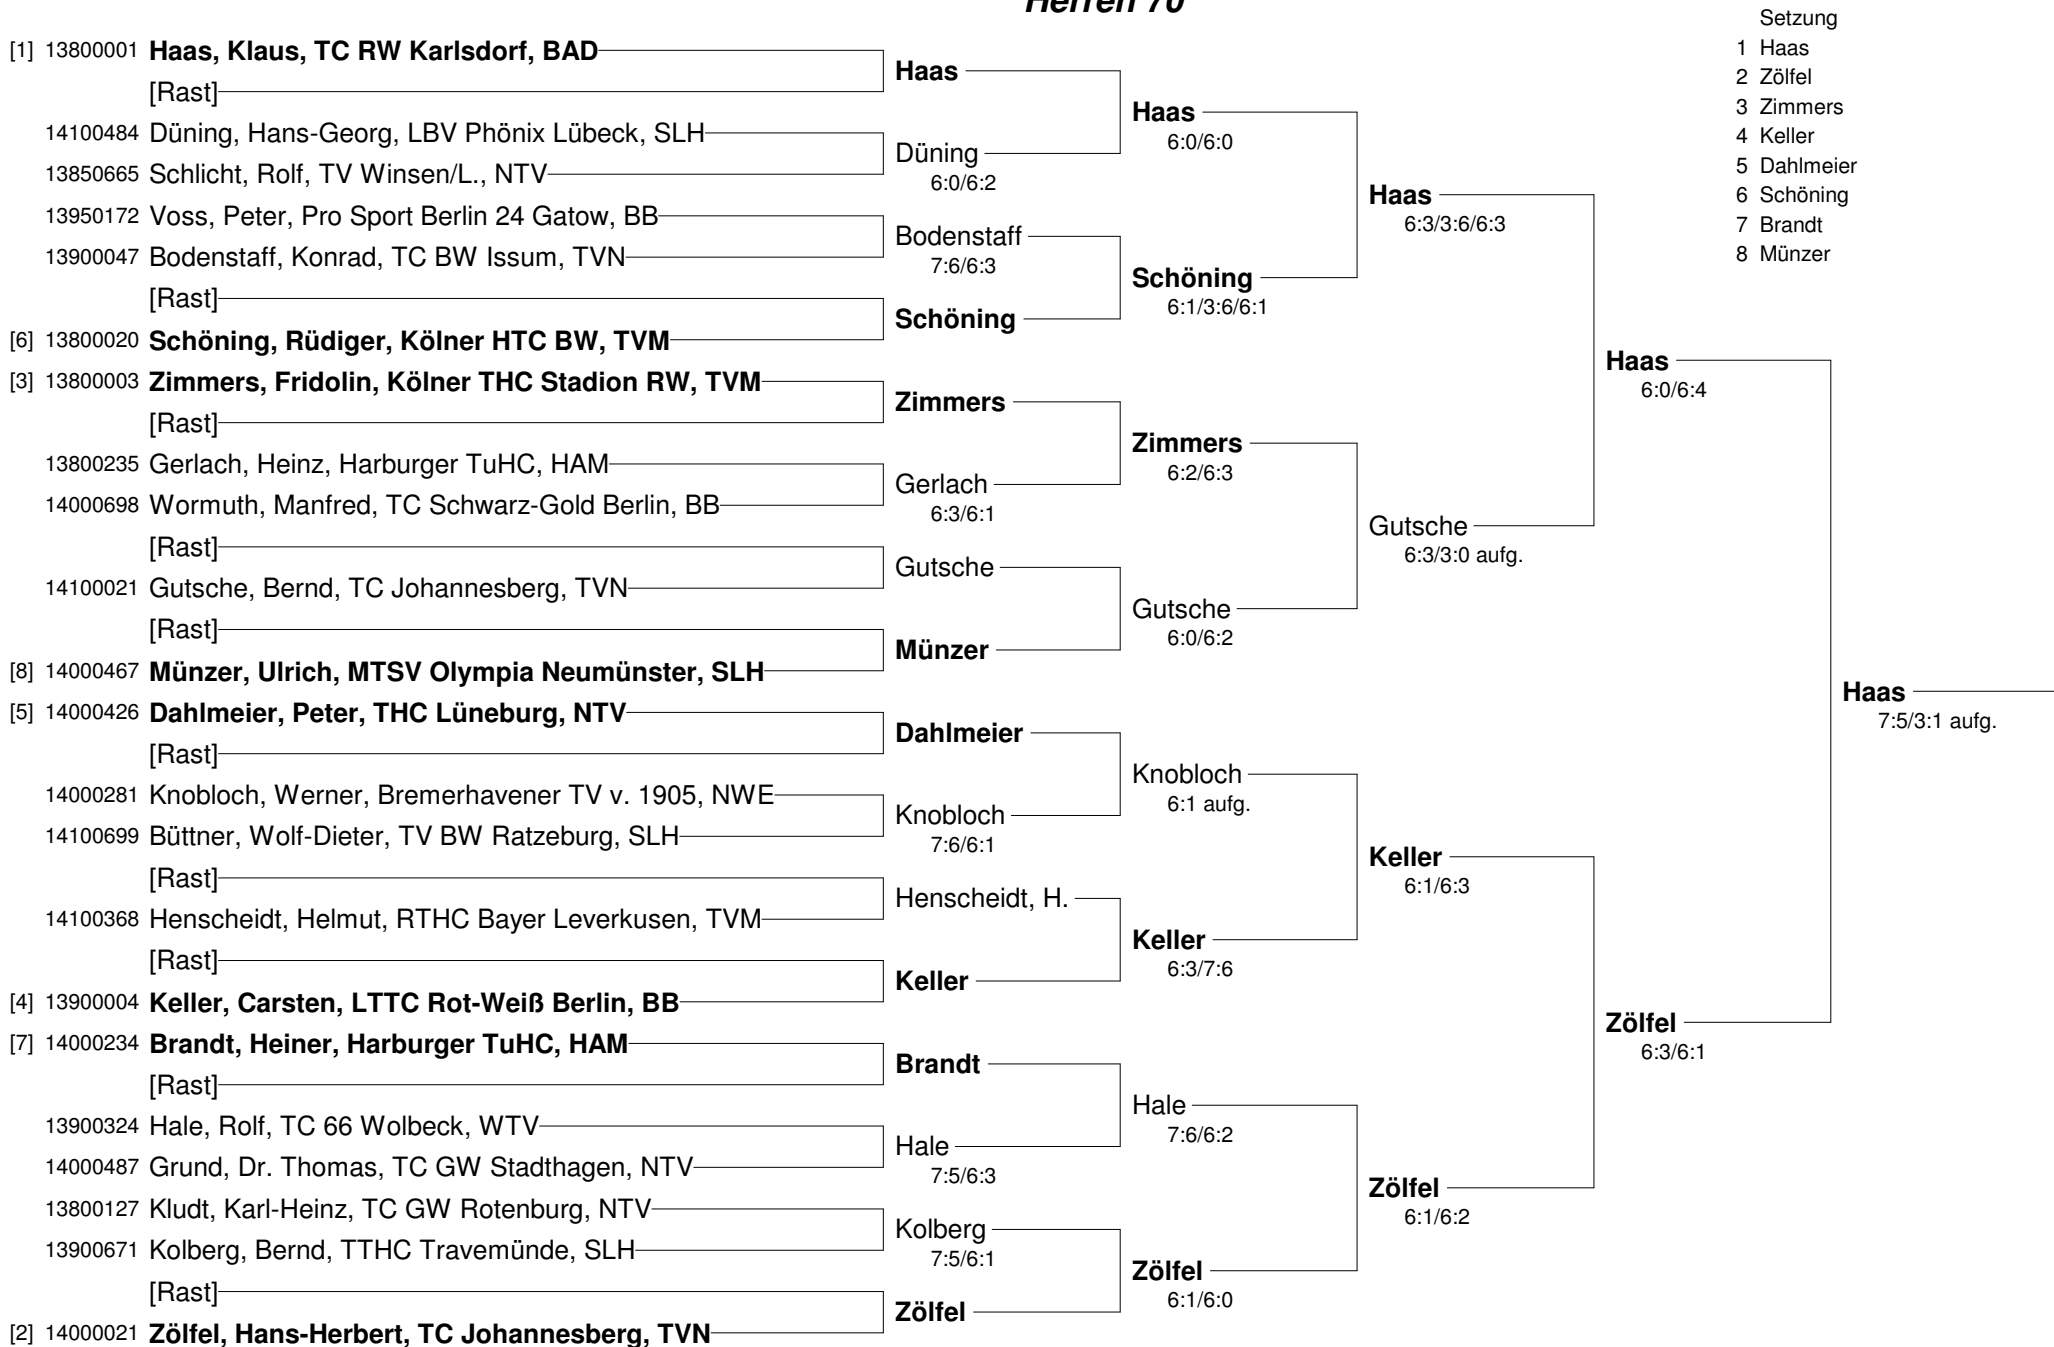 Herren 70
Setzung
1 Haas
2 Zölfel
3 Zimmers
4 Keller
5 Dahlmeier
6 Schöning
7 Brandt
8 Münzer
[1] 13800001 Haas, Klaus, TC RW Karlsdorf, BAD
[Rast]
14100484 Düning, Hans-Georg, LBV Phönix Lübeck, SLH
13850665 Schlicht, Rolf, TV Winsen/L., NTV
13950172 Voss, Peter, Pro Sport Berlin 24 Gatow, BB
13900047 Bodenstaff, Konrad, TC BW Issum, TVN
[Rast]
[6] 13800020 Schöning, Rüdiger, Kölner HTC BW, TVM
[3] 13800003 Zimmers, Fridolin, Kölner THC Stadion RW, TVM
[Rast]
13800235 Gerlach, Heinz, Harburger TuHC, HAM
14000698 Wormuth, Manfred, TC Schwarz-Gold Berlin, BB
[Rast]
14100021 Gutsche, Bernd, TC Johannesberg, TVN
[Rast]
[8] 14000467 Münzer, Ulrich, MTSV Olympia Neumünster, SLH
[5] 14000426 Dahlmeier, Peter, THC Lüneburg, NTV
[Rast]
14000281 Knobloch, Werner, Bremerhavener TV v. 1905, NWE
14100699 Büttner, Wolf-Dieter, TV BW Ratzeburg, SLH
[Rast]
14100368 Henscheidt, Helmut, RTHC Bayer Leverkusen, TVM
[Rast]
[4] 13900004 Keller, Carsten, LTTC Rot-Weiß Berlin, BB
[7] 14000234 Brandt, Heiner, Harburger TuHC, HAM
[Rast]
13900324 Hale, Rolf, TC 66 Wolbeck, WTV
14000487 Grund, Dr. Thomas, TC GW Stadthagen, NTV
13800127 Kludt, Karl-Heinz, TC GW Rotenburg, NTV
13900671 Kolberg, Bernd, TTHC Travemünde, SLH
[Rast]
[2] 14000021 Zölfel, Hans-Herbert, TC Johannesberg, TVN
Haas
Düning
6:0/6:2
Bodenstaff
7:6/6:3
Schöning
Zimmers
Gerlach
6:3/6:1
Gutsche
Münzer
Dahlmeier
Knobloch
7:6/6:1
Henscheidt, H.
Keller
Brandt
Hale
7:5/6:3
Kolberg
7:5/6:1
Zölfel
Haas
6:0/6:0
Schöning
6:1/3:6/6:1
Zimmers
6:2/6:3
Gutsche
6:0/6:2
Knobloch
6:1 aufg.
Keller
6:3/7:6
Hale
7:6/6:2
Zölfel
6:1/6:0
Haas
6:3/3:6/6:3
Gutsche
6:3/3:0 aufg.
Keller
6:1/6:3
Zölfel
6:1/6:2
Haas
6:0/6:4
Zölfel
6:3/6:1
Haas
7:5/3:1 aufg.